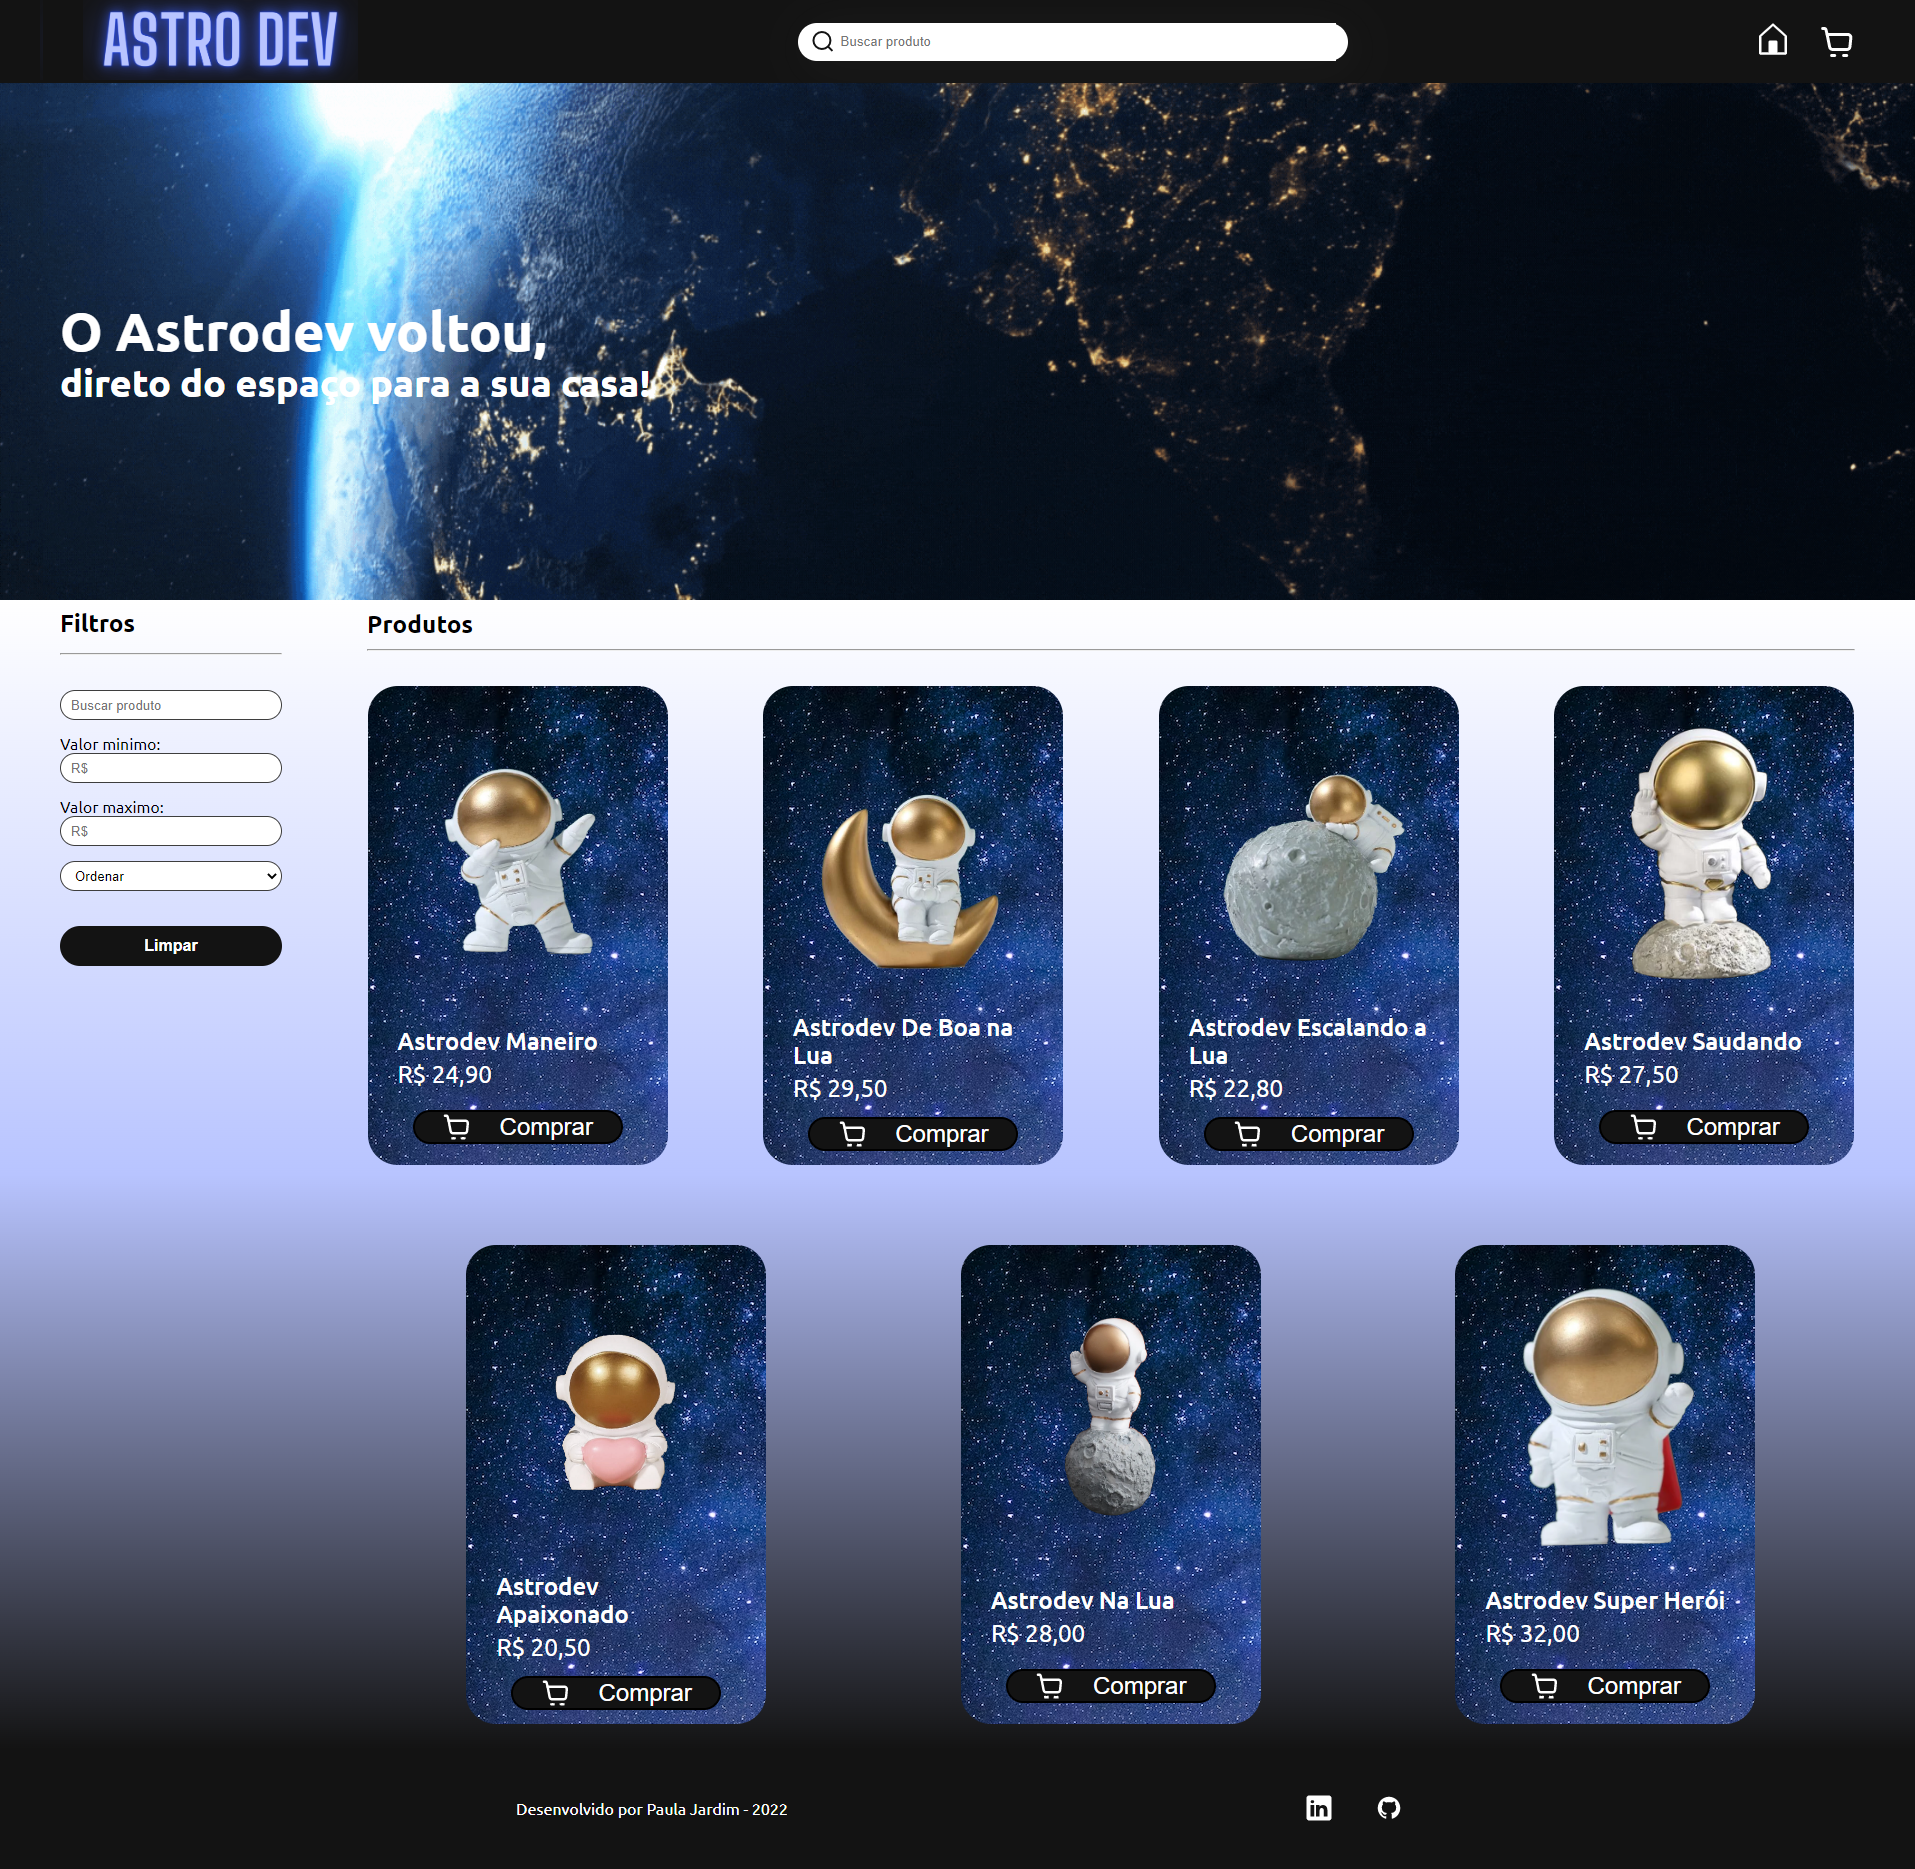 ASTRO DEV
Buscar produto
O Astrodev voltou,
direto do espaço para a sua casa!
Filtros
Buscar produto
Valor minimo:
R$
Valor maximo:
R$
Ordenar
Limpar
Produtos
Astrodev Maneiro
R$ 24,90
Comprar
Astrodev De Boa na
Lua
R$ 29,50
Comprar
Astrodev Escalando a
Lua
R$ 22,80
Comprar
Astrodev Saudando
R$ 27,50
Comprar
Astrodev
Apaixonado
R$ 20,50
Comprar
Astrodev Na Lua
R$ 28,00
Comprar
Astrodev Super Herói
R$ 32,00
Comprar
Desenvolvido por Paula Jardim - 2022
in